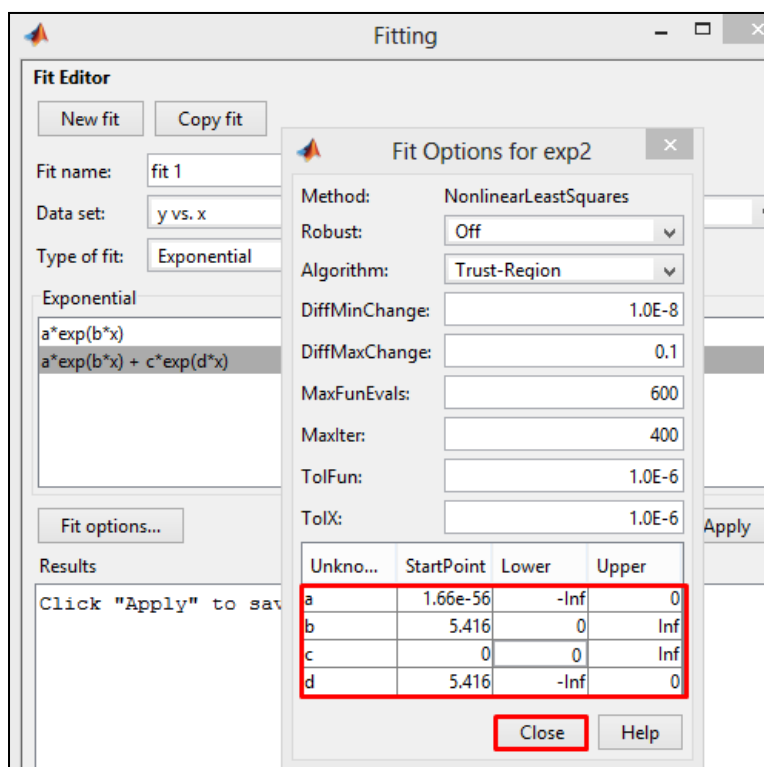 Fitting
Fit Editor
New fit Copy fit
Fit name: fit 1
Data set: y vs. x
Type of fit: Exponential
Exponential
a*exp(b*x)
a*exp(b*x) + c*exp(d*x)
Fit options...
Apply
Results
Click "Apply" to sav
Fit Options for exp2
Method: NonlinearLeastSquares
Robust: Off
Algorithm: Trust-Region
DiffMinChange: 1.0E-8
DiffMaxChange: 0.1
MaxFunEvals: 600
MaxIter: 400
TolFun: 1.0E-6
TolX: 1.0E-6
Unkno... StartPoint Lower Upper
a 1.66e-56 -Inf 0
b 5.416 0 Inf
c 0 0 Inf
d 5.416 -Inf 0
Close Help